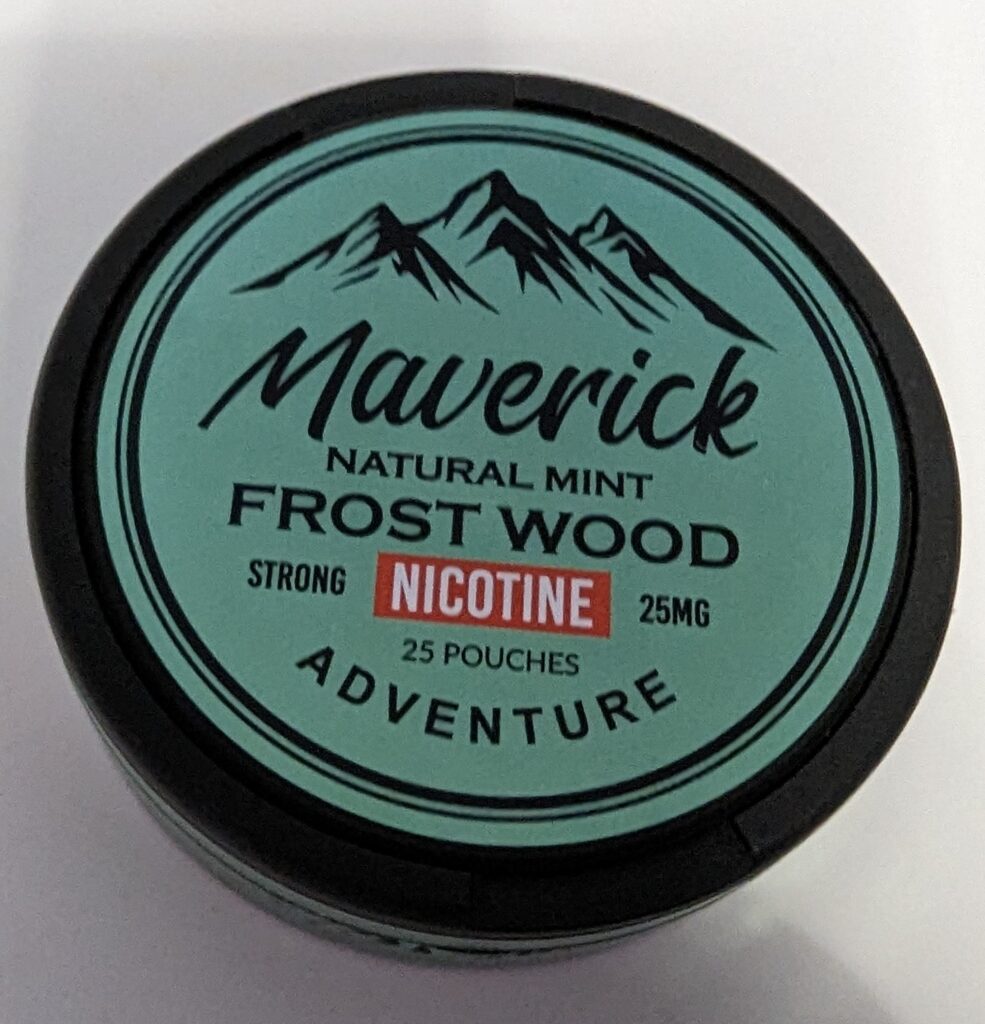 Maverick
NATURAL MINT
FROST WOOD
STRONG NICOTINE 25MG
25 POUCHES
ADVENTURE